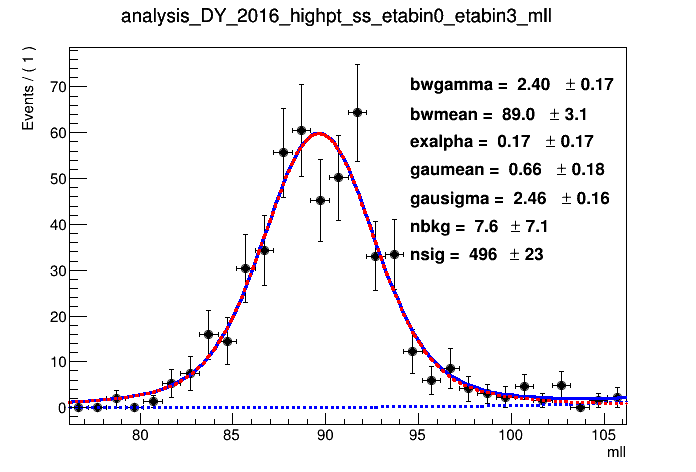 analysis_DY_2016_highpt_ss_etabin0_etabin3_mll
Events / ( 1 )
bwgamma = 2.40 ± 0.17
bwmean = 89.0 ± 3.1
exalpha = 0.17 ± 0.17
gaumean = 0.66 ± 0.18
gausigma = 2.46 ± 0.16
nbkg = 7.6 ± 7.1
nsig = 496 ± 23
70
60
50
40
30
20
10
0
80 85 90 95 100 105
mll